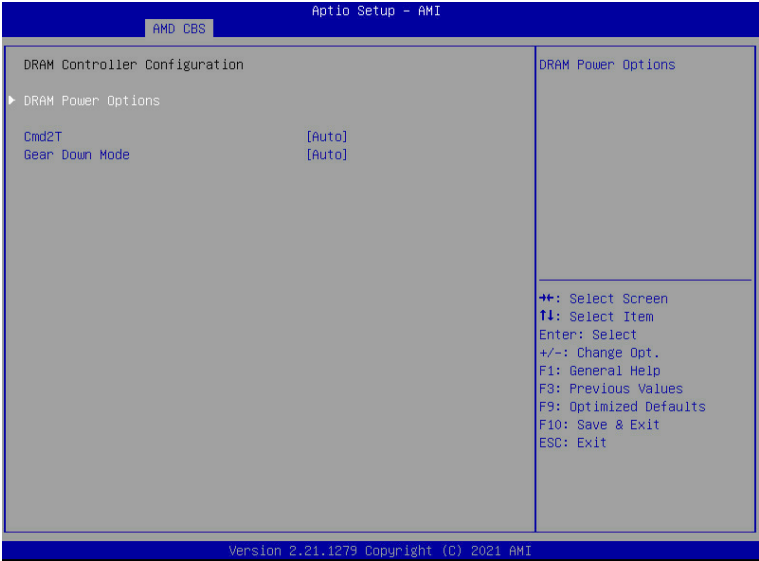 Aptio Setup – AMI
AMD CBS
DRAM Controller Configuration
DRAM Power Options
Cmd2T [Auto]
Gear Down Mode [Auto]
DRAM Power Options
→←: Select Screen
↑↓: Select Item
Enter: Select
+/-: Change Opt.
F1: General Help
F3: Previous Values
F9: Optimized Defaults
F10: Save & Exit
ESC: Exit
Version 2.21.1279 Copyright (C) 2021 AMI